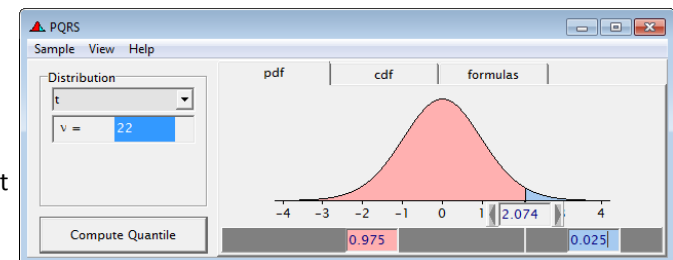 PQRS
Sample View Help
Distribution
t
ν = 22
Compute Quantile
pdf cdf formulas
-4 -3 -2 -1 0 1 2.074 4
0.975 0.025
t